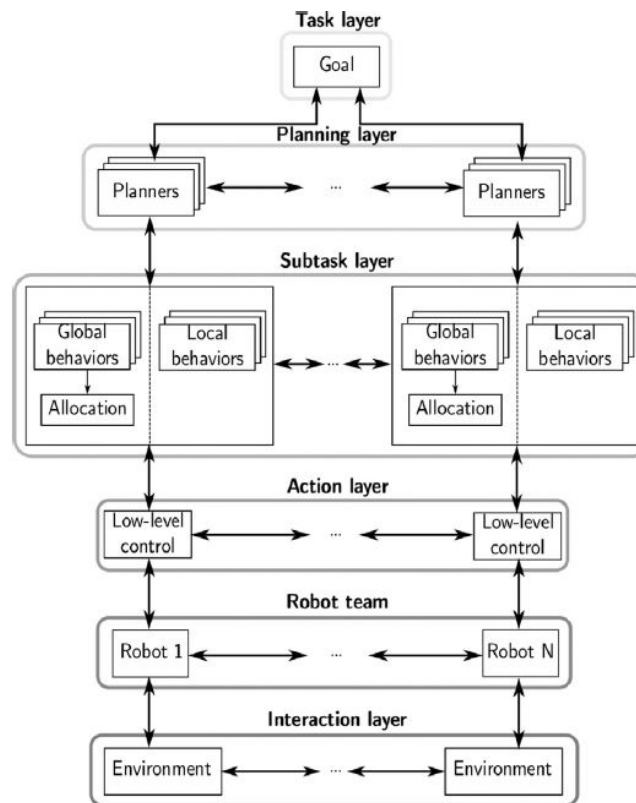 Task layer
Goal
Planning layer
Planners ... Planners
Subtask layer
Global behaviors
Local behaviors
...
Global behaviors
Local behaviors
Allocation
Allocation
Action layer
Low-level control
...
Low-level control
Robot team
Robot 1 ... Robot N
Interaction layer
Environment ... Environment